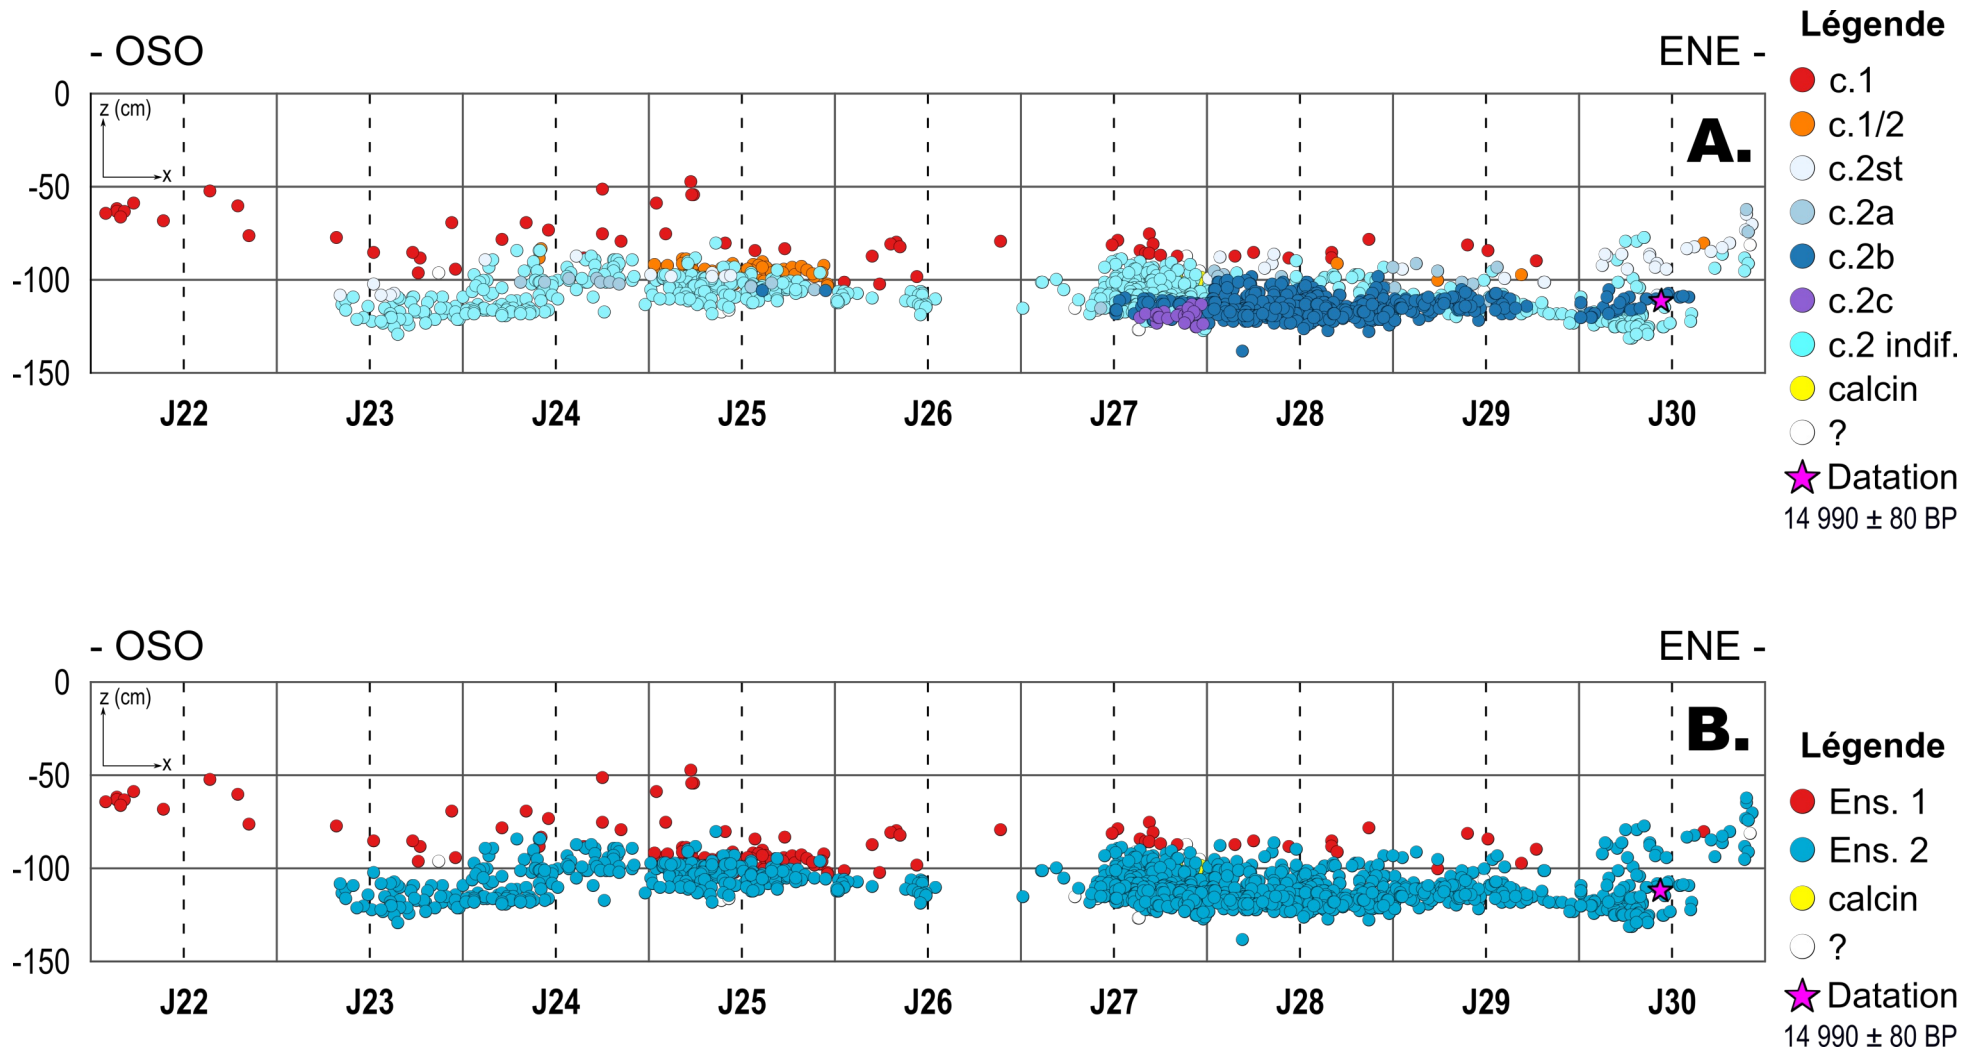 - OSO
ENE -
Légende
0
z (cm)
x
-50
-100
-150
A.
J22
J23
J24
J25
J26
J27
J28
J29
J30
c.1
c.1/2
c.2st
c.2a
c.2b
c.2c
c.2 indif.
calcin
?
Datation
14 990 ± 80 BP
- OSO
ENE -
0
z (cm)
x
-50
-100
-150
B.
J22
J23
J24
J25
J26
J27
J28
J29
J30
Légende
Ens. 1
Ens. 2
calcin
?
Datation
14 990 ± 80 BP